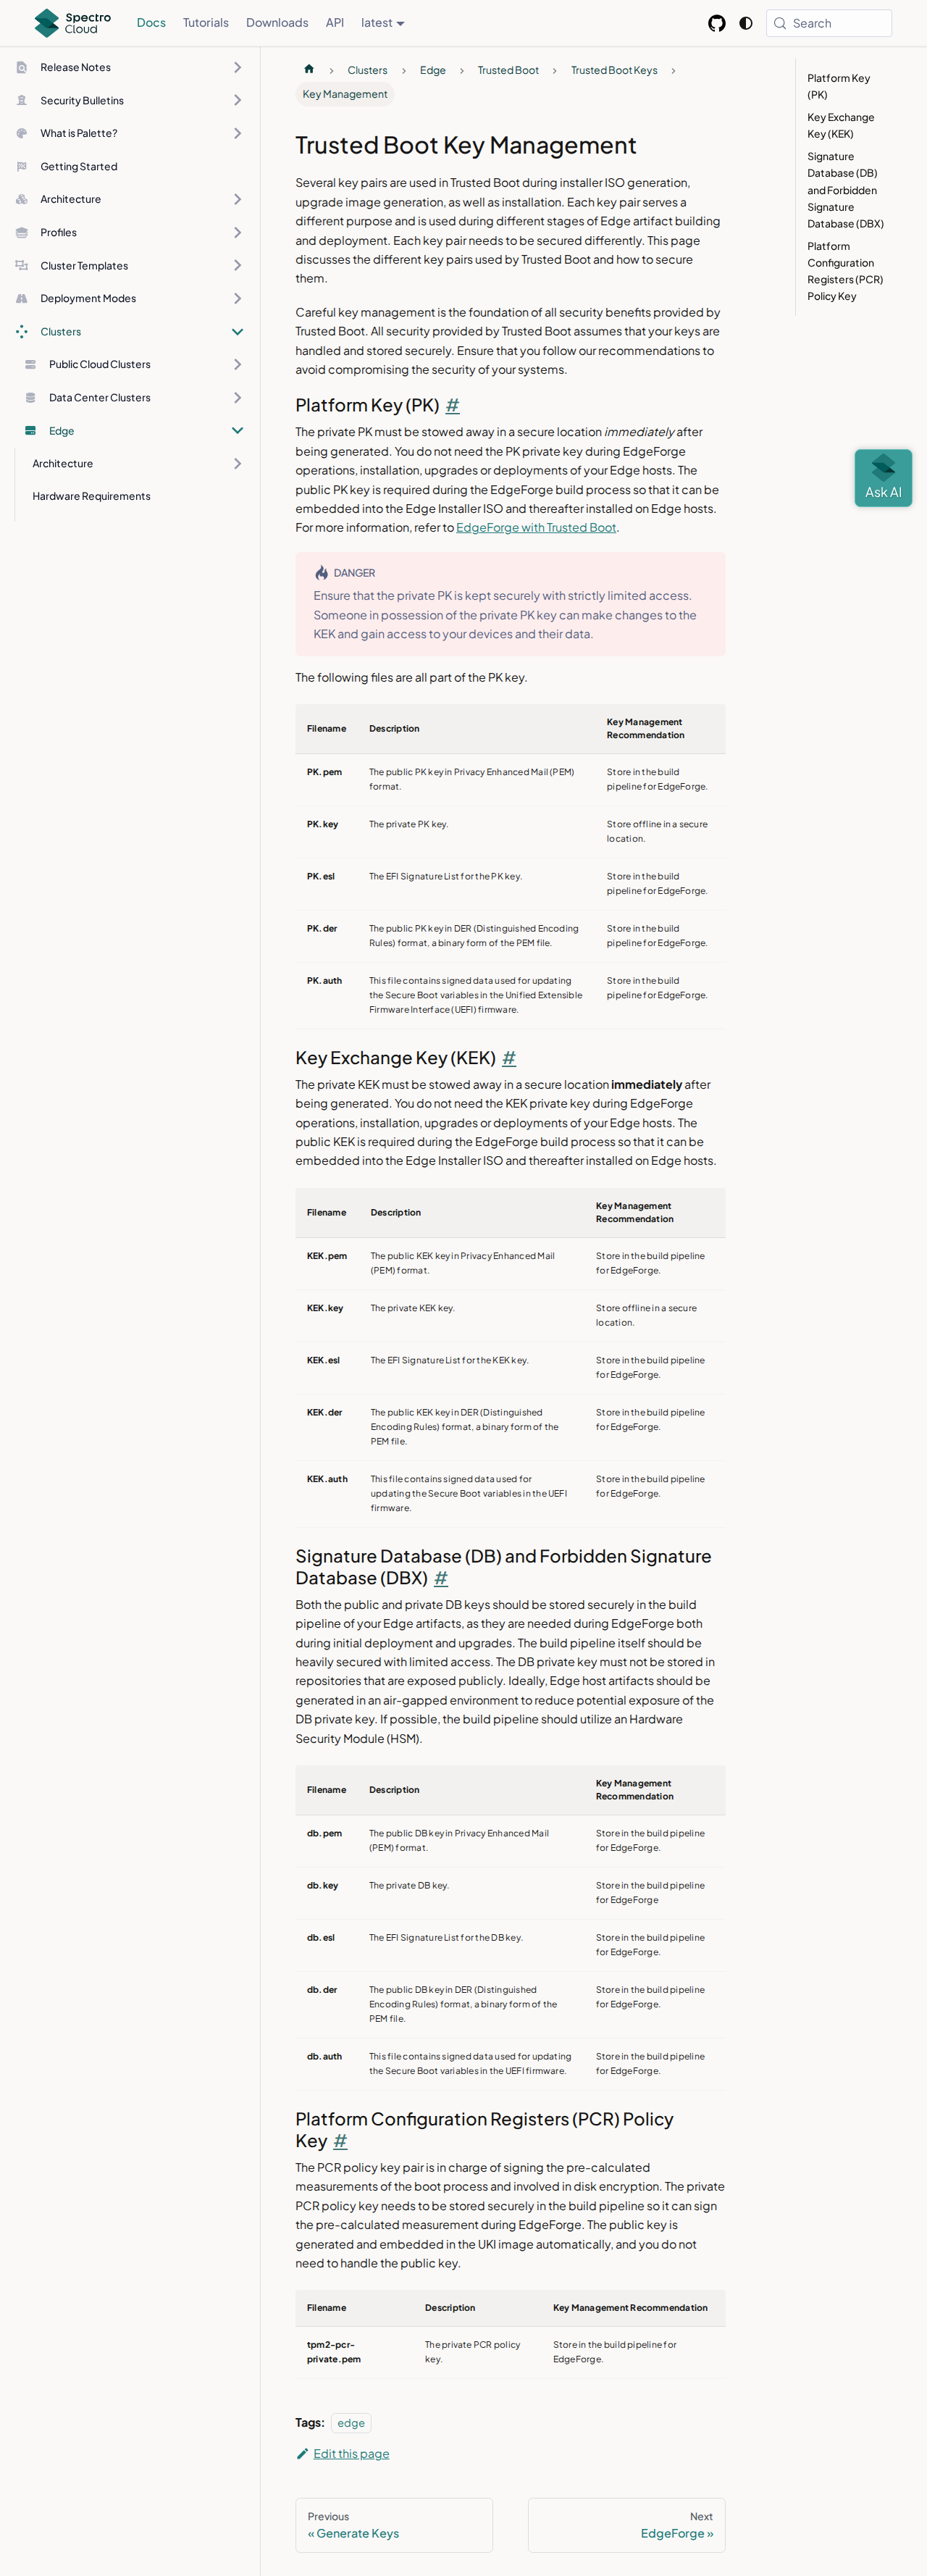 Spectro Cloud
Docs
Tutorials
Downloads
API
latest
Search
Release Notes
Security Bulletins
What is Palette?
Getting Started
Architecture
Profiles
Cluster Templates
Deployment Modes
Clusters
Public Cloud Clusters
Data Center Clusters
Edge
Architecture
Hardware Requirements
Clusters
Edge
Trusted Boot
Trusted Boot Keys
Key Management
Trusted Boot Key Management
Several key pairs are used in Trusted Boot during installer ISO generation,
upgrade image generation, as well as installation. Each key pair serves a
different purpose and is used during different stages of Edge artifact building
and deployment. Each key pair needs to be secured differently. This page
discusses the different key pairs used by Trusted Boot and how to secure
them.
Careful key management is the foundation of all security benefits provided by
Trusted Boot. All security provided by Trusted Boot assumes that your keys are
handled and stored securely. Ensure that you follow our recommendations to
avoid compromising the security of your systems.
Platform Key (PK) #
The private PK must be stowed away in a secure location immediately after
being generated. You do not need the PK private key during EdgeForge
operations, installation, upgrades or deployments of your Edge hosts. The
public PK key is required during the EdgeForge build process so that it can be
embedded into the Edge Installer ISO and thereafter installed on Edge hosts.
For more information, refer to EdgeForge with Trusted Boot.
DANGER
Ensure that the private PK is kept securely with strictly limited access.
Someone in possession of the private PK key can make changes to the
KEK and gain access to your devices and their data.
The following files are all part of the PK key.
Filename Description Key Management Recommendation
PK.pem The public PK key in Privacy Enhanced Mail (PEM) format. Store in the build pipeline for EdgeForge.
PK.key The private PK key. Store offline in a secure location.
PK.esl The EFI Signature List for the PK key. Store in the build pipeline for EdgeForge.
PK.der The public PK key in DER (Distinguished Encoding Rules) format, a binary form of the PEM file. Store in the build pipeline for EdgeForge.
PK.auth This file contains signed data used for updating the Secure Boot variables in the Unified Extensible Firmware Interface (UEFI) firmware. Store in the build pipeline for EdgeForge.
Key Exchange Key (KEK) #
The private KEK must be stowed away in a secure location immediately after
being generated. You do not need the KEK private key during EdgeForge
operations, installation, upgrades or deployments of your Edge hosts. The
public KEK is required during the EdgeForge build process so that it can be
embedded into the Edge Installer ISO and thereafter installed on Edge hosts.
Filename Description Key Management Recommendation
KEK.pem The public KEK key in Privacy Enhanced Mail (PEM) format. Store in the build pipeline for EdgeForge.
KEK.key The private KEK key. Store offline in a secure location.
KEK.esl The EFI Signature List for the KEK key. Store in the build pipeline for EdgeForge.
KEK.der The public KEK key in DER (Distinguished Encoding Rules) format, a binary form of the PEM file. Store in the build pipeline for EdgeForge.
KEK.auth This file contains signed data used for updating the Secure Boot variables in the UEFI firmware. Store in the build pipeline for EdgeForge.
Signature Database (DB) and Forbidden Signature
Database (DBX) #
Both the public and private DB keys should be stored securely in the build
pipeline of your Edge artifacts, as they are needed during EdgeForge both
during initial deployment and upgrades. The build pipeline itself should be
heavily secured with limited access. The DB private key must not be stored in
repositories that are exposed publicly. Ideally, Edge host artifacts should be
generated in an air-gapped environment to reduce potential exposure of the
DB private key. If possible, the build pipeline should utilize an Hardware
Security Module (HSM).
Filename Description Key Management Recommendation
db.pem The public DB key in Privacy Enhanced Mail (PEM) format. Store in the build pipeline for EdgeForge.
db.key The private DB key. Store in the build pipeline for EdgeForge
db.esl The EFI Signature List for the DB key. Store in the build pipeline for EdgeForge.
db.der The public DB key in DER (Distinguished Encoding Rules) format, a binary form of the PEM file. Store in the build pipeline for EdgeForge.
db.auth This file contains signed data used for updating the Secure Boot variables in the UEFI firmware. Store in the build pipeline for EdgeForge.
Platform Configuration Registers (PCR) Policy
Key #
The PCR policy key pair is in charge of signing the pre-calculated
measurements of the boot process and involved in disk encryption. The private
PCR policy key needs to be stored securely in the build pipeline so it can sign
the pre-calculated measurement during EdgeForge. The public key is
generated and embedded in the UKI image automatically, and you do not
need to handle the public key.
Filename Description Key Management Recommendation
tpm2-pcr-private.pem The private PCR policy key. Store in the build pipeline for EdgeForge.
Tags: edge
Edit this page
Previous
« Generate Keys
Next
EdgeForge »
Platform Key
(PK)
Key Exchange
Key (KEK)
Signature
Database (DB)
and Forbidden
Signature
Database (DBX)
Platform
Configuration
Registers (PCR)
Policy Key
Ask AI